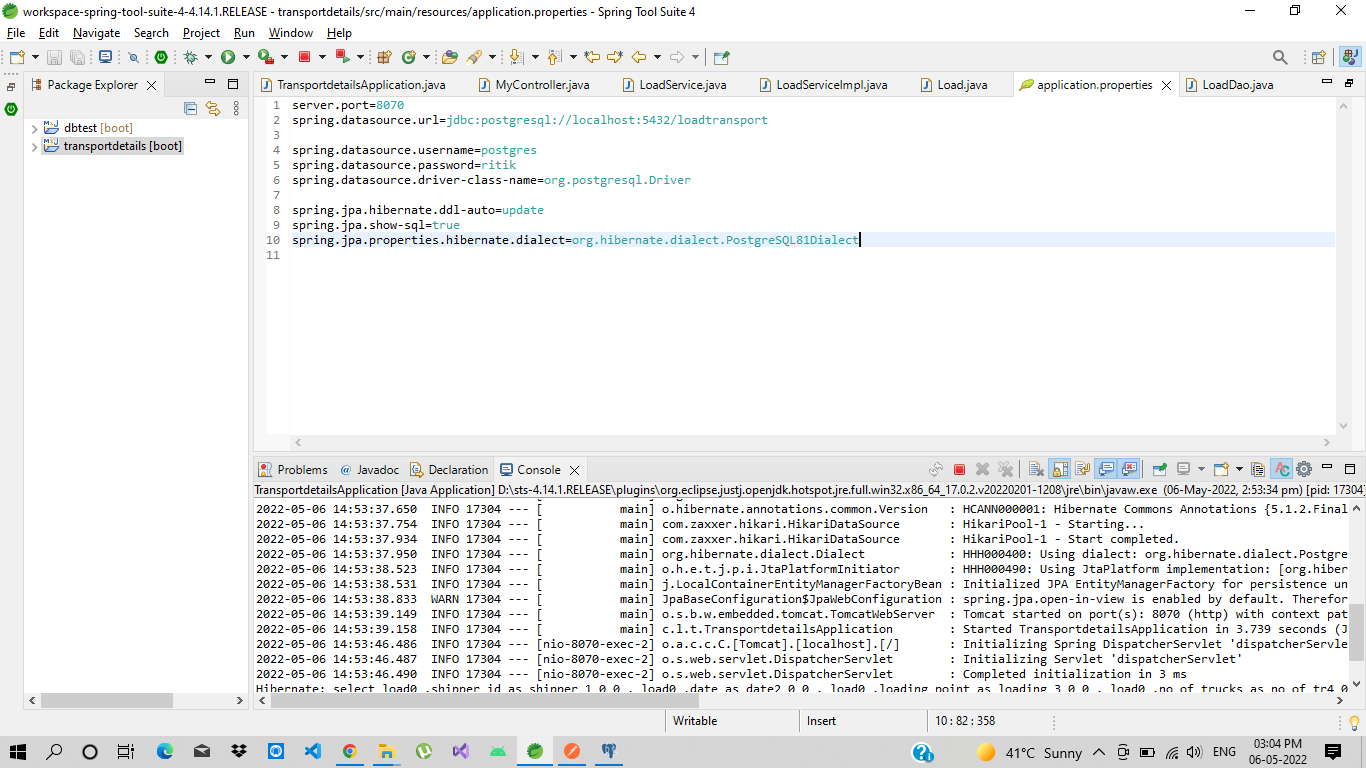 workspace-spring-tool-suite-4-4.14.1.RELEASE - transportdetails/src/main/resources/application.properties - Spring Tool Suite 4
File Edit Navigate Search Project Run Window Help
Package Explorer
dbtest [boot]
transportdetails [boot]
TransportdetailsApplication.java MyController.java LoadService.java LoadServiceImpl.java Load.java application.properties LoadDao.java
1 server.port=8070
2 spring.datasource.url=jdbc:postgresql://localhost:5432/loadtransport
3
4 spring.datasource.username=postgres
5 spring.datasource.password=ritik
6 spring.datasource.driver-class-name=org.postgresql.Driver
7
8 spring.jpa.hibernate.ddl-auto=update
9 spring.jpa.show-sql=true
10 spring.jpa.properties.hibernate.dialect=org.hibernate.dialect.PostgreSQL81Dialect
11
Problems @ Javadoc Declaration Console
TransportdetailsApplication [Java Application] D:\sts-4.14.1.RELEASE\plugins\org.eclipse.justj.openjdk.hotspot.jre.full.win32.x86_64_17.0.2.v20220201-1208\jre\bin\javaw.exe (06-May-2022, 2:53:34 pm) [pid: 17304]
2022-05-06 14:53:37.650 INFO 17304 --- [ main] o.hibernate.annotations.common.Version : HCANN000001: Hibernate Commons Annotations {5.1.2.Final
2022-05-06 14:53:37.754 INFO 17304 --- [ main] com.zaxxer.hikari.HikariDataSource : HikariPool-1 - Starting...
2022-05-06 14:53:37.934 INFO 17304 --- [ main] com.zaxxer.hikari.HikariDataSource : HikariPool-1 - Start completed.
2022-05-06 14:53:37.950 INFO 17304 --- [ main] org.hibernate.dialect.Dialect : HHH000400: Using dialect: org.hibernate.dialect.Postgre
2022-05-06 14:53:38.523 INFO 17304 --- [ main] o.h.e.t.j.p.i.JtaPlatformInitiator : HHH000490: Using JtaPlatform implementation: [org.hiber
2022-05-06 14:53:38.531 INFO 17304 --- [ main] j.LocalContainerEntityManagerFactoryBean : Initialized JPA EntityManagerFactory for persistence un
2022-05-06 14:53:38.833 WARN 17304 --- [ main] JpaBaseConfiguration$JpaWebConfiguration : spring.jpa.open-in-view is enabled by default. Therefor
2022-05-06 14:53:39.149 INFO 17304 --- [ main] o.s.b.w.embedded.tomcat.TomcatWebServer : Tomcat started on port(s): 8070 (http) with context pat
2022-05-06 14:53:39.158 INFO 17304 --- [ main] c.l.t.TransportdetailsApplication : Started TransportdetailsApplication in 3.739 seconds (J
2022-05-06 14:53:46.486 INFO 17304 --- [nio-8070-exec-2] o.a.c.c.C.[Tomcat].[localhost].[/] : Initializing Spring DispatcherServlet 'dispatcherServle
2022-05-06 14:53:46.487 INFO 17304 --- [nio-8070-exec-2] o.s.web.servlet.DispatcherServlet : Initializing Servlet 'dispatcherServlet'
2022-05-06 14:53:46.490 INFO 17304 --- [nio-8070-exec-2] o.s.web.servlet.DispatcherServlet : Completed initialization in 3 ms
Hibernate: select load0_.shipper_id as shipper_1_0_0_, load0_.date as date2_0_0_, load0_.loading_point as loading_3_0_0_, load0_.no_of_trucks as no_of_tr4_0
Writable Insert 10 : 82 : 358
41°C Sunny ENG 03:04 PM
06-05-2022